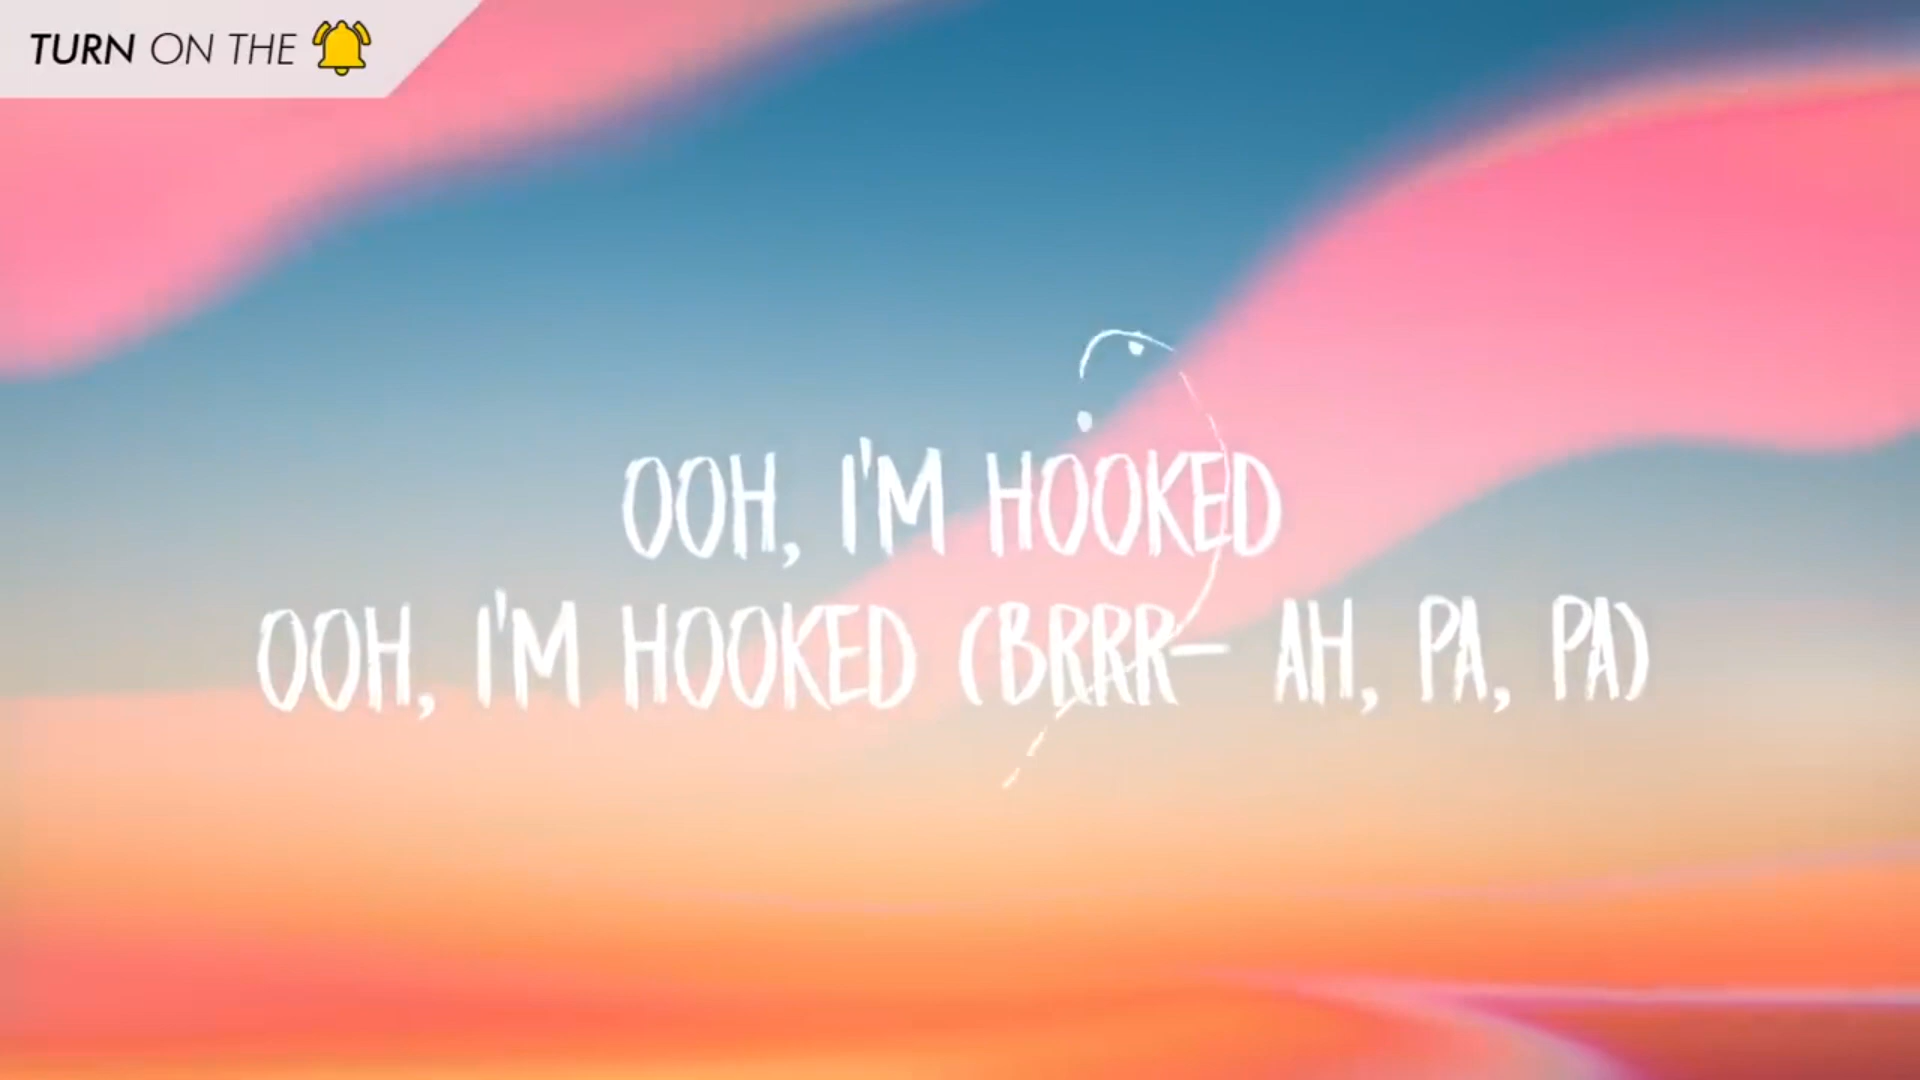 TURN ON THE
OOH, I'M HOOKED
OOH, I'M HOOKED (BRRR– AH, PA, PA)